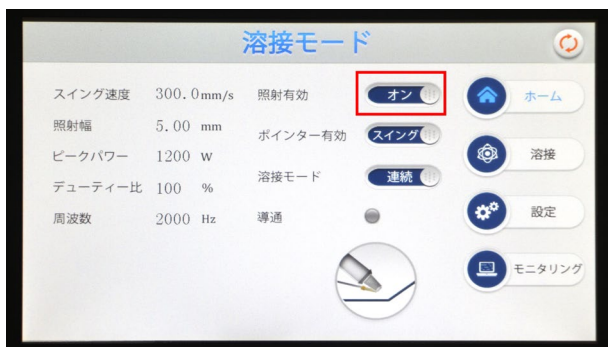 溶接モード
スイング速度 300.0mm/s
照射幅 5.00 mm
ピークパワー 1200 W
デューティー比 100 %
周波数 2000 Hz
照射有効 オン
ポインター有効 スイング
溶接モード 連続
導通
ホーム
溶接
設定
モニタリング